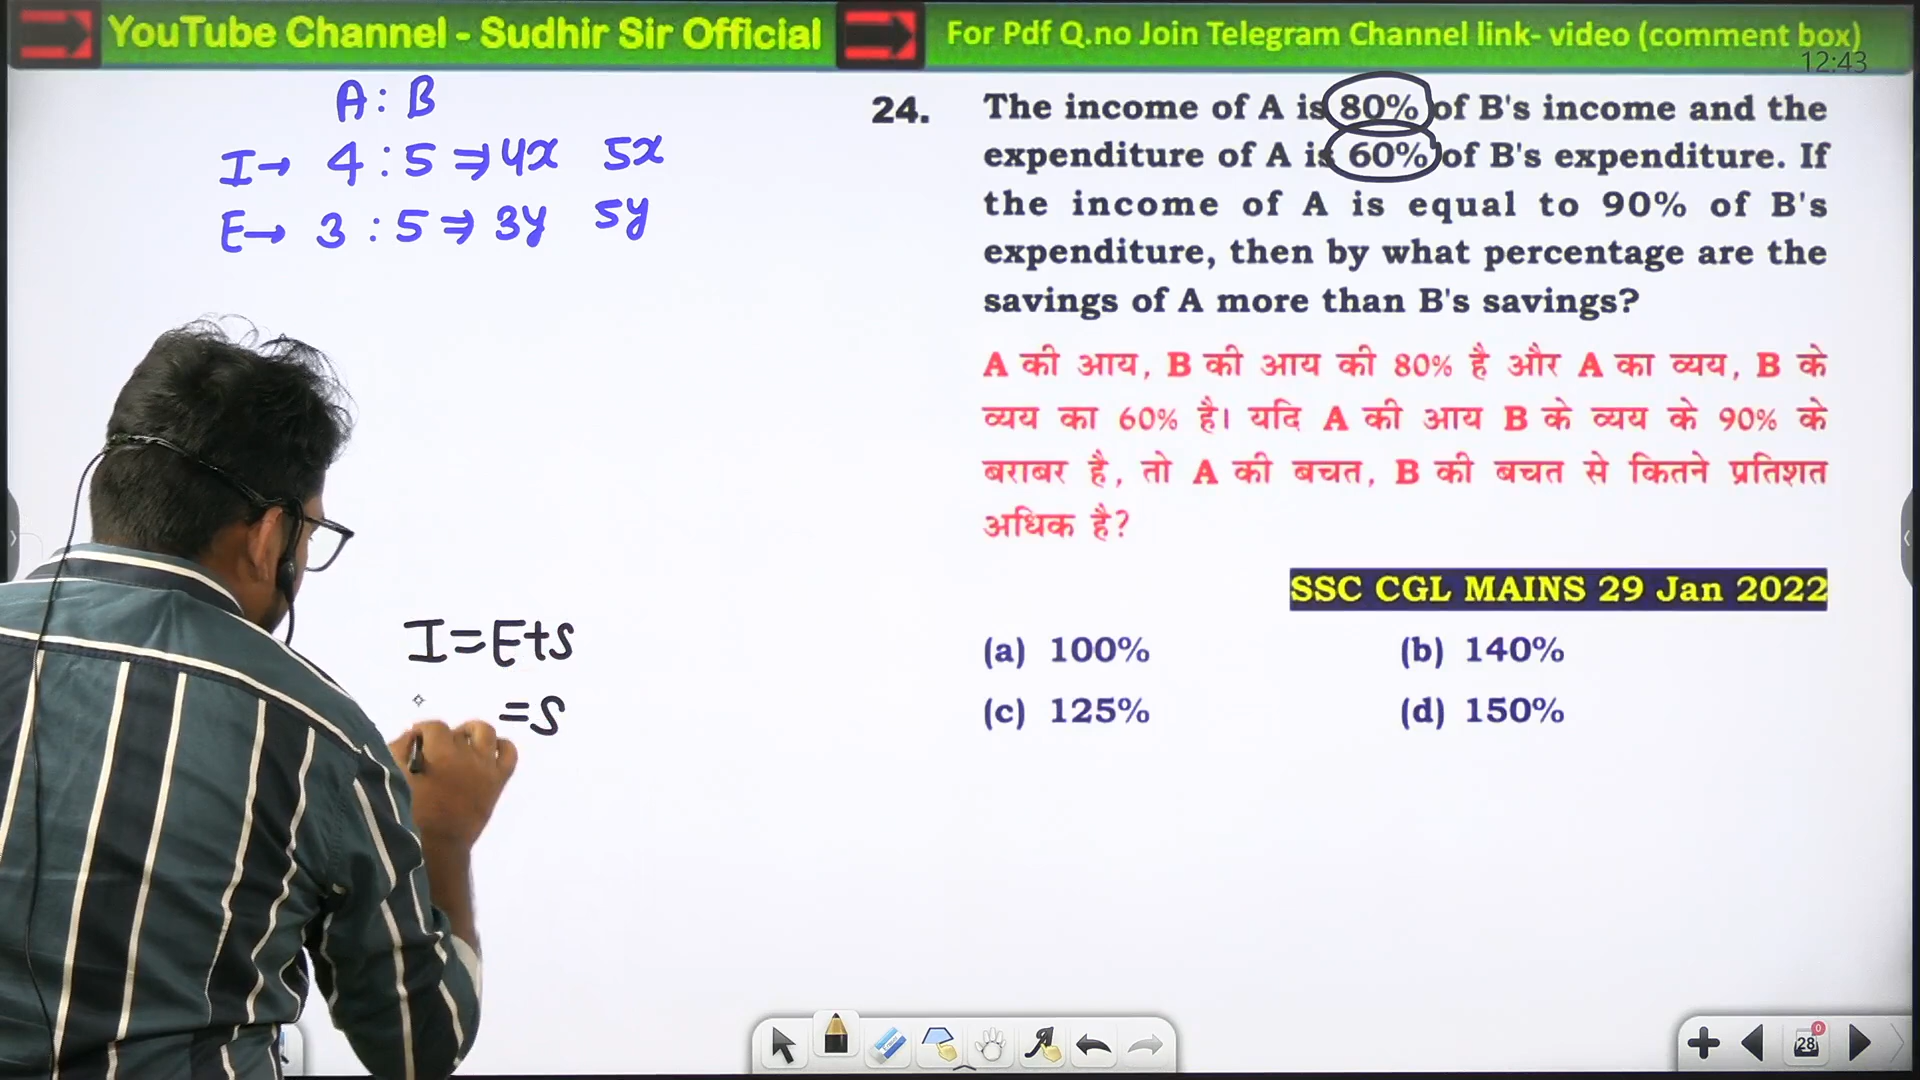 YouTube Channel - Sudhir Sir Official
For Pdf Q.no Join Telegram Channel link- video (comment box)
12:43
A : B
I → 4 : 5 ⇒ 4x 5x
E → 3 : 5 ⇒ 3y 5y
I = E + S
= S
24. The income of A is 80% of B's income and the
expenditure of A is 60% of B's expenditure. If
the income of A is equal to 90% of B's
expenditure, then by what percentage are the
savings of A more than B's savings?
A की आय, B की आय की 80% है और A का व्यय, B के
व्यय का 60% है। यदि A की आय B के व्यय के 90% के
बराबर है, तो A की बचत, B की बचत से कितने प्रतिशत
अधिक है?
SSC CGL MAINS 29 Jan 2022
(a) 100% (b) 140%
(c) 125% (d) 150%
28
0